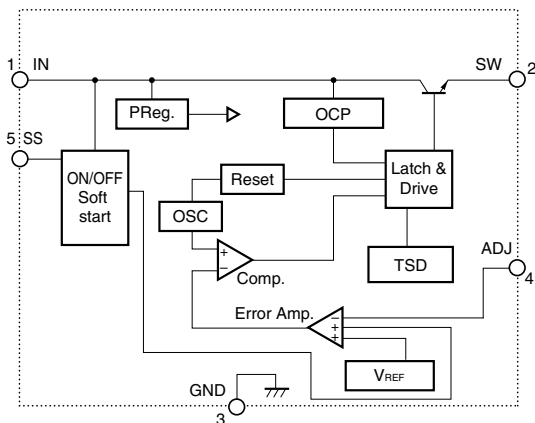 1 IN
SW 2
PReg.
OCP
5 SS
ON/OFF
Soft
start
Latch &
Drive
Reset
OSC
+
−
Comp.
TSD
ADJ
4
Error Amp.
−
+
+
VREF
GND
3